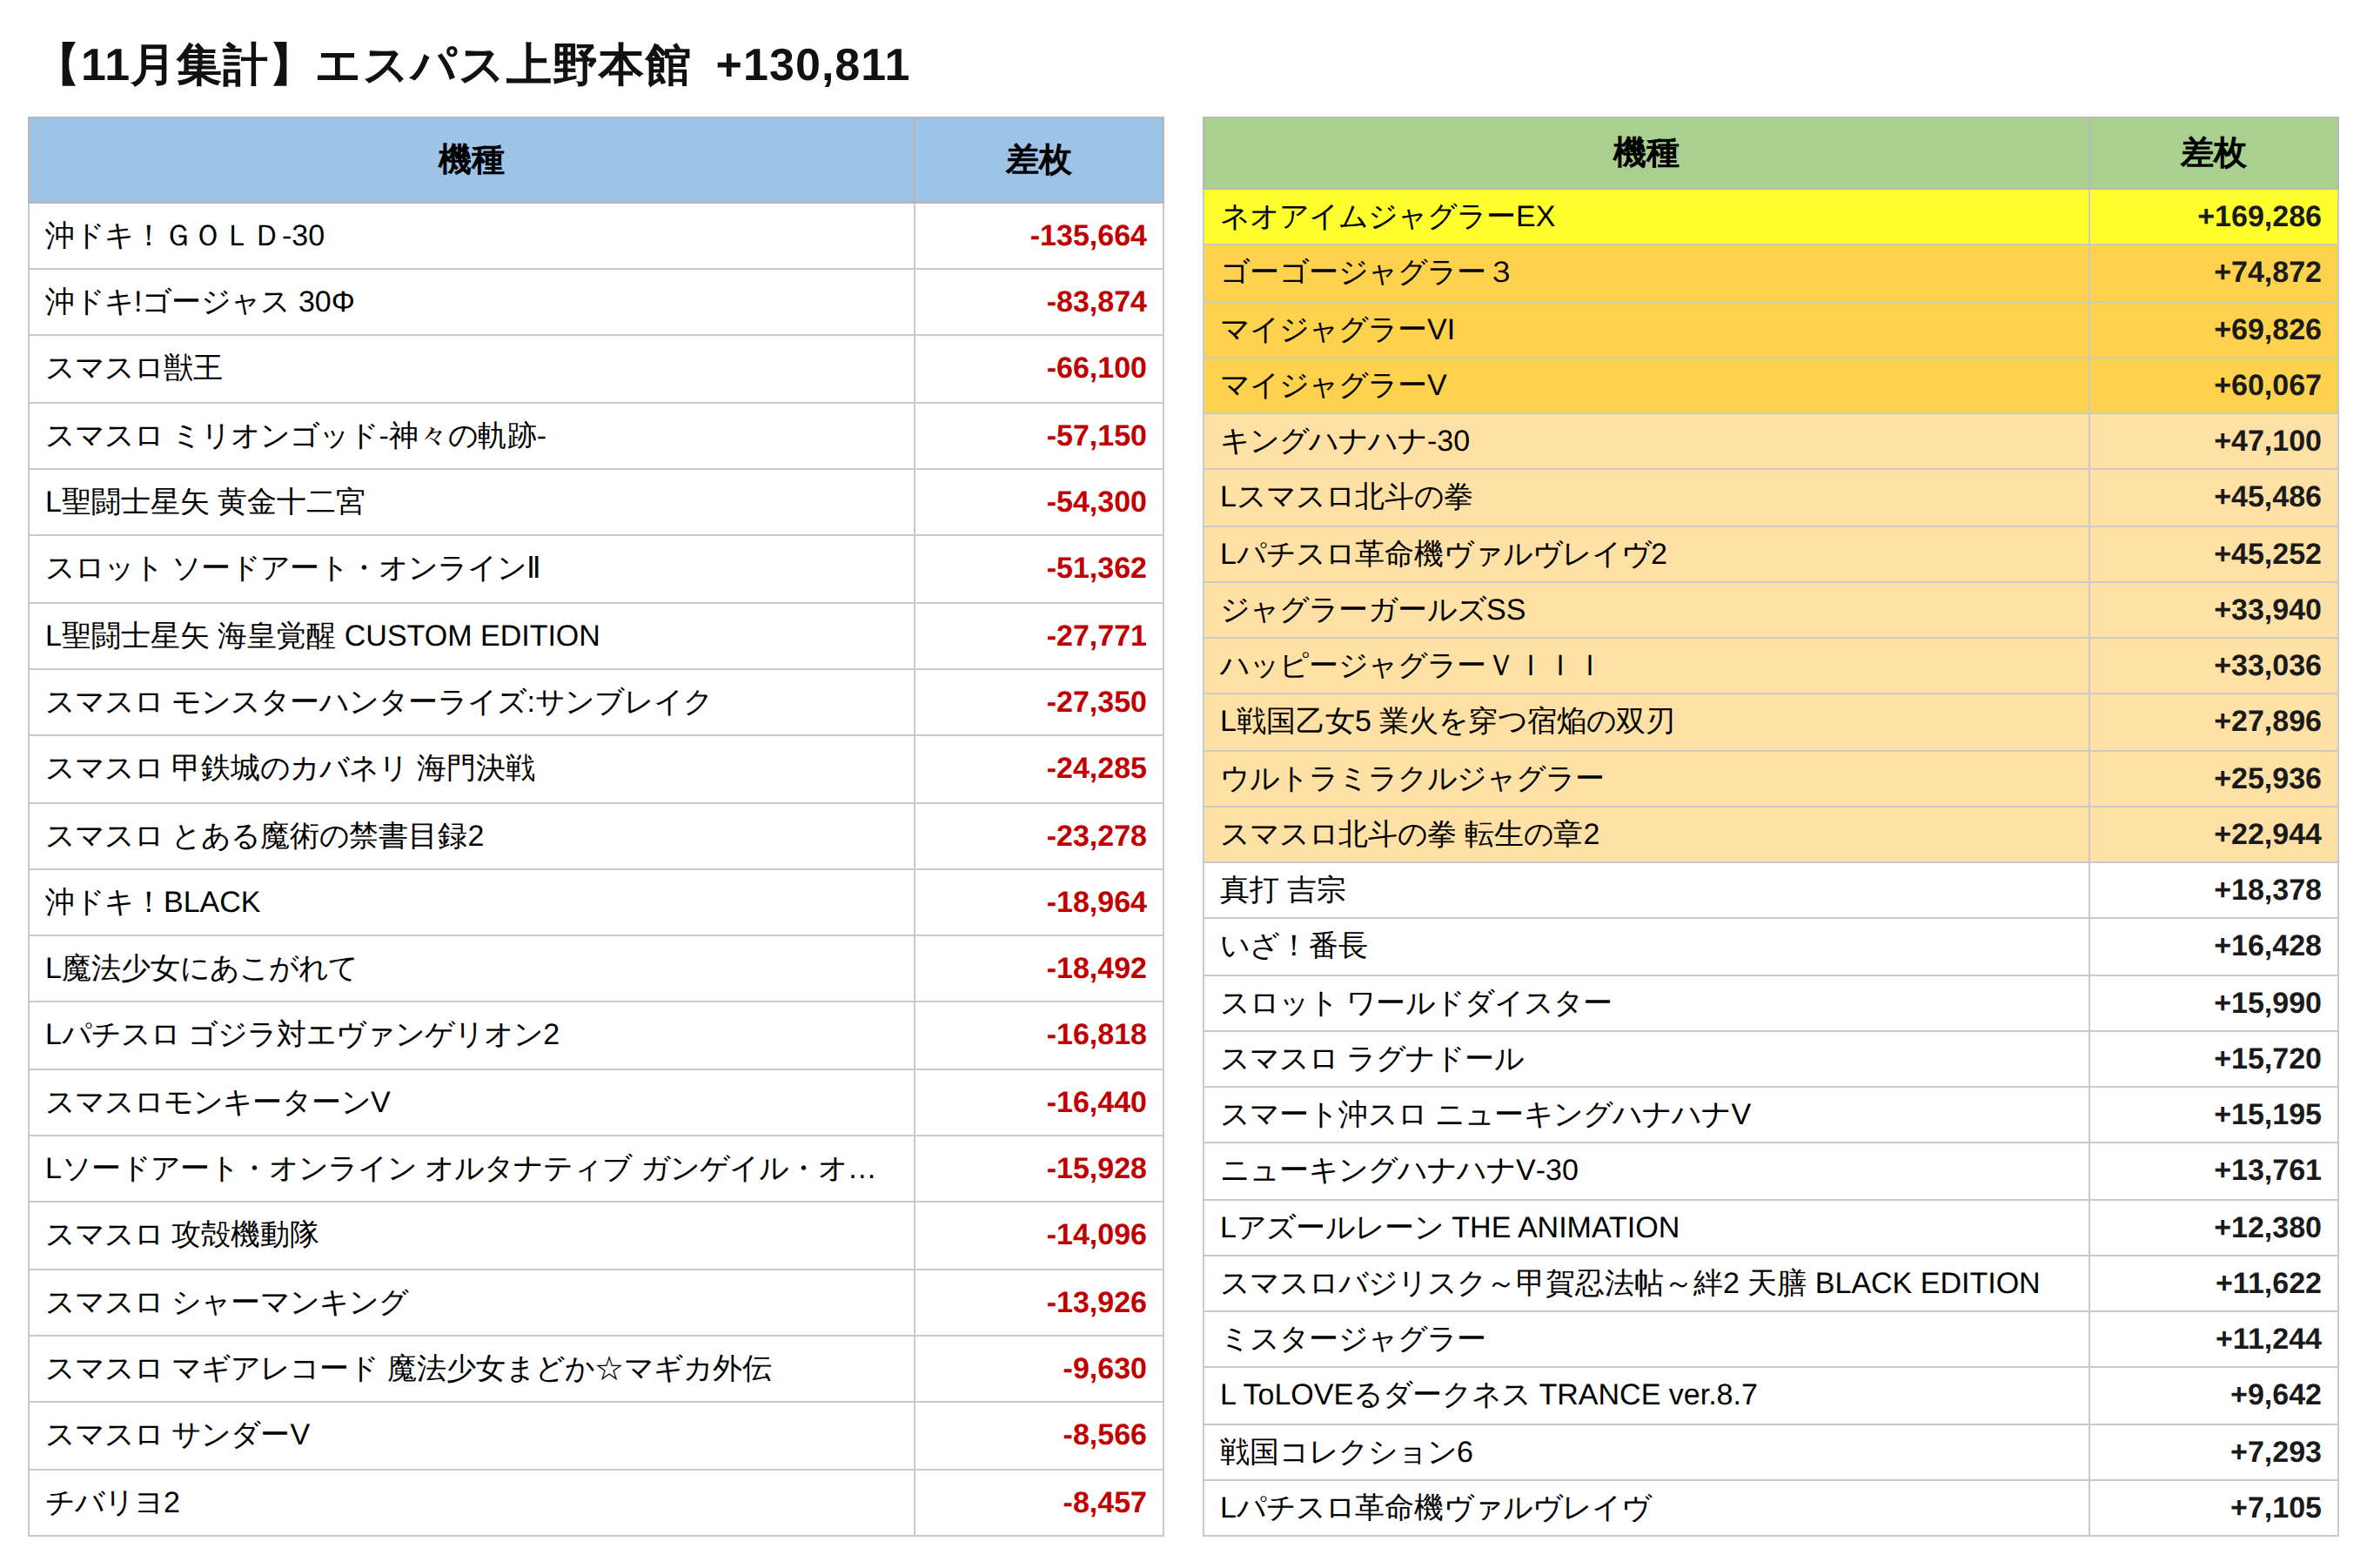 【11月集計】エスパス上野本館 +130,811
機種 差枚
沖ドキ！ＧＯＬＤ-30 -135,664
沖ドキ!ゴージャス 30Φ -83,874
スマスロ獣王 -66,100
スマスロ ミリオンゴッド-神々の軌跡- -57,150
L聖闘士星矢 黄金十二宮 -54,300
スロット ソードアート・オンラインⅡ -51,362
L聖闘士星矢 海皇覚醒 CUSTOM EDITION -27,771
スマスロ モンスターハンターライズ:サンブレイク -27,350
スマスロ 甲鉄城のカバネリ 海門決戦 -24,285
スマスロ とある魔術の禁書目録2 -23,278
沖ドキ！BLACK -18,964
L魔法少女にあこがれて -18,492
Lパチスロ ゴジラ対エヴァンゲリオン2 -16,818
スマスロモンキーターンV -16,440
Lソードアート・オンライン オルタナティブ ガンゲイル・オ… -15,928
スマスロ 攻殻機動隊 -14,096
スマスロ シャーマンキング -13,926
スマスロ マギアレコード 魔法少女まどか☆マギカ外伝 -9,630
スマスロ サンダーV -8,566
チバリヨ2 -8,457
機種 差枚
ネオアイムジャグラーEX +169,286
ゴーゴージャグラー３ +74,872
マイジャグラーVI +69,826
マイジャグラーV +60,067
キングハナハナ-30 +47,100
Lスマスロ北斗の拳 +45,486
Lパチスロ革命機ヴァルヴレイヴ2 +45,252
ジャグラーガールズSS +33,940
ハッピージャグラーＶＩＩＩ +33,036
L戦国乙女5 業火を穿つ宿焔の双刃 +27,896
ウルトラミラクルジャグラー +25,936
スマスロ北斗の拳 転生の章2 +22,944
真打 吉宗 +18,378
いざ！番長 +16,428
スロット ワールドダイスター +15,990
スマスロ ラグナドール +15,720
スマート沖スロ ニューキングハナハナV +15,195
ニューキングハナハナV-30 +13,761
Lアズールレーン THE ANIMATION +12,380
スマスロバジリスク～甲賀忍法帖～絆2 天膳 BLACK EDITION +11,622
ミスタージャグラー +11,244
L ToLOVEるダークネス TRANCE ver.8.7 +9,642
戦国コレクション6 +7,293
Lパチスロ革命機ヴァルヴレイヴ +7,105